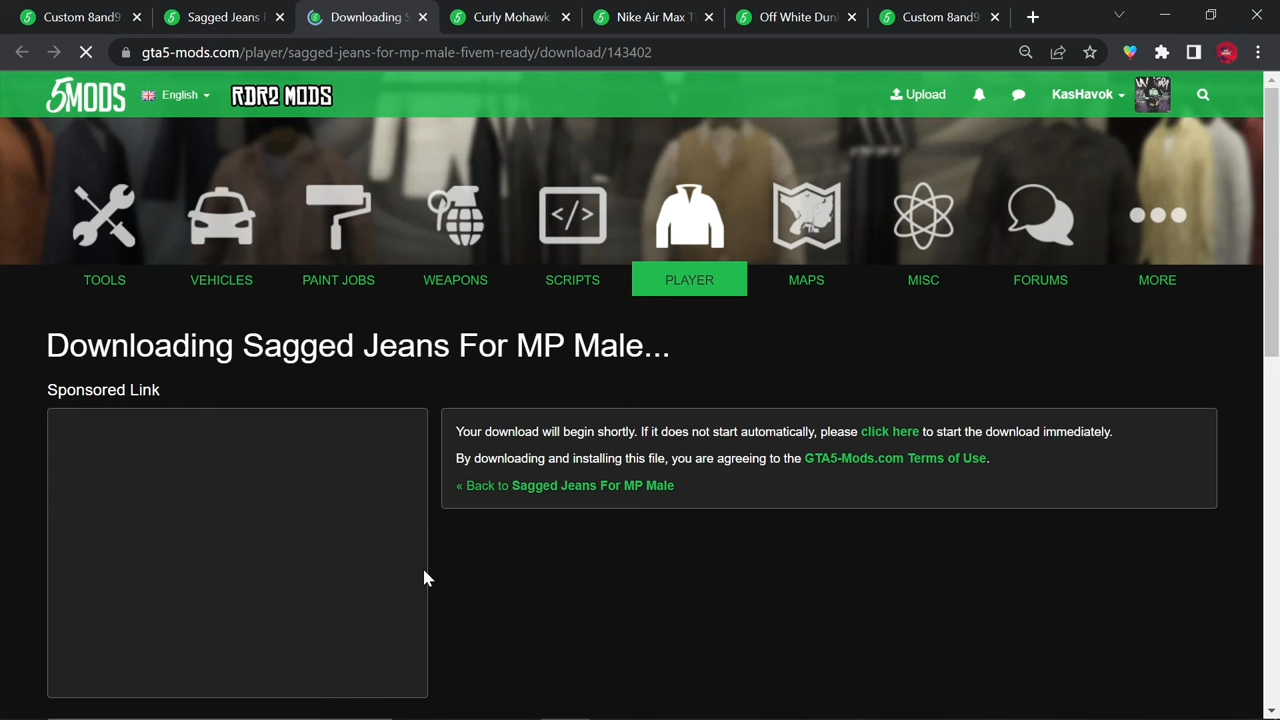 Custom 8and9
Sagged Jeans
Downloading S
Curly Mohawk
Nike Air Max T
Off White Dun
Custom 8and9
gta5-mods.com/player/sagged-jeans-for-mp-male-fivem-ready/download/143402
5MODS
English
RDR2 MODS
Upload
KasHavok
TOOLS
VEHICLES
PAINT JOBS
WEAPONS
SCRIPTS
PLAYER
MAPS
MISC
FORUMS
MORE
Downloading Sagged Jeans For MP Male...
Sponsored Link
Your download will begin shortly. If it does not start automatically, please click here to start the download immediately.
By downloading and installing this file, you are agreeing to the GTA5-Mods.com Terms of Use.
« Back to Sagged Jeans For MP Male